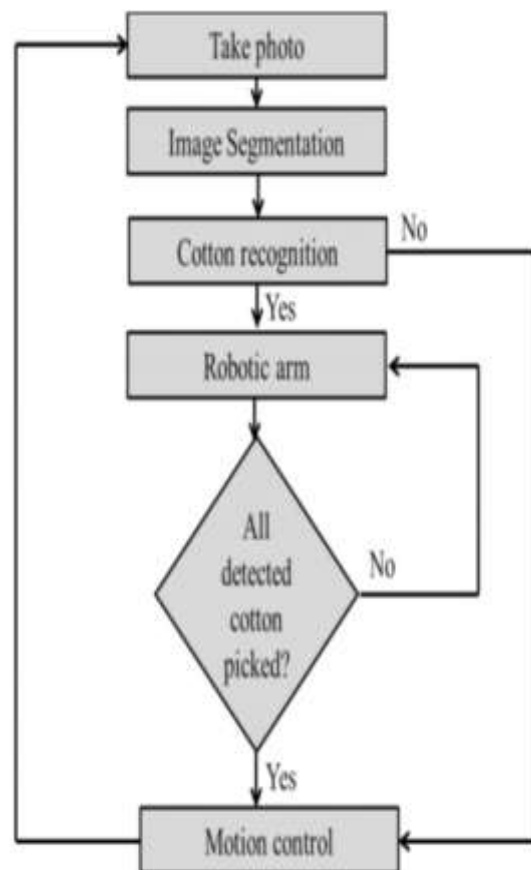 Take photo
Image Segmentation
Cotton recognition
No
Yes
Robotic arm
All
detected
cotton
picked?
No
Yes
Motion control